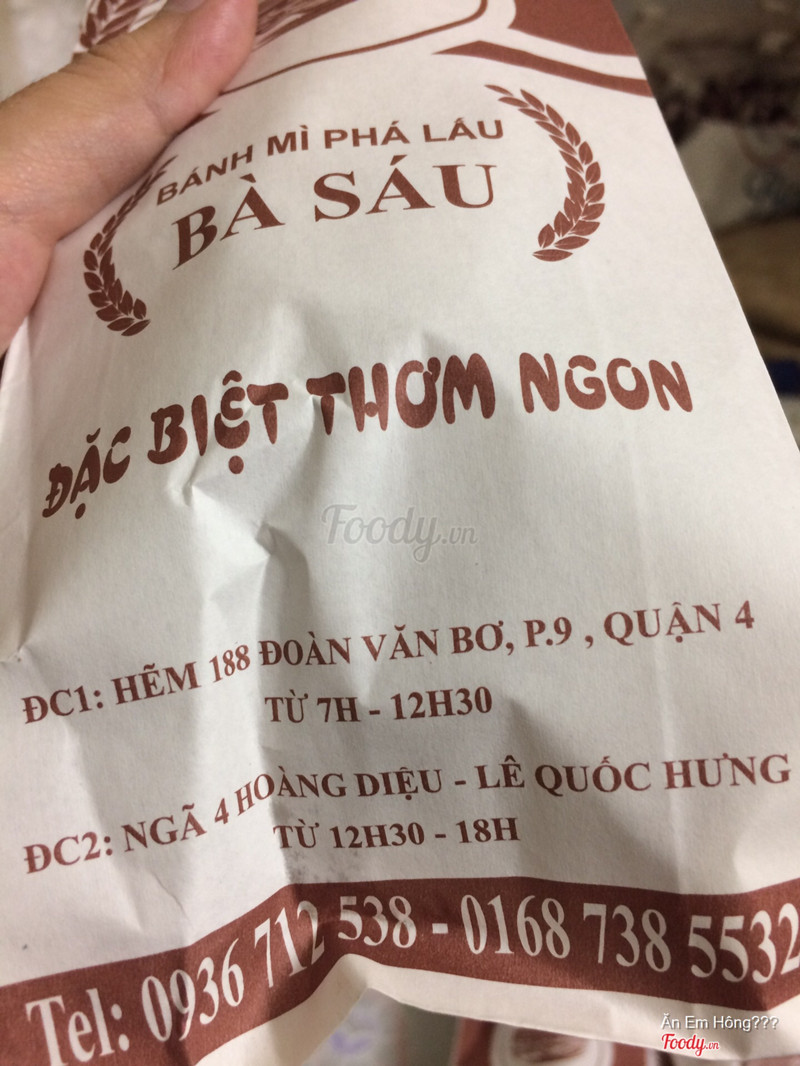 BÁNH MÌ PHÁ LẤU
BÀ SÁU
ĐẶC BIỆT THƠM NGON
Foody.vn
ĐC1: HẼM 188 ĐOÀN VĂN BƠ, P.9 , QUẬN 4
TỪ 7H - 12H30
ĐC2: NGÃ 4 HOÀNG DIỆU - LÊ QUỐC HƯNG
TỪ 12H30 - 18H
Tel: 0936 712 538 - 0168 738 5532
Ăn Em Hông???
Foody.vn